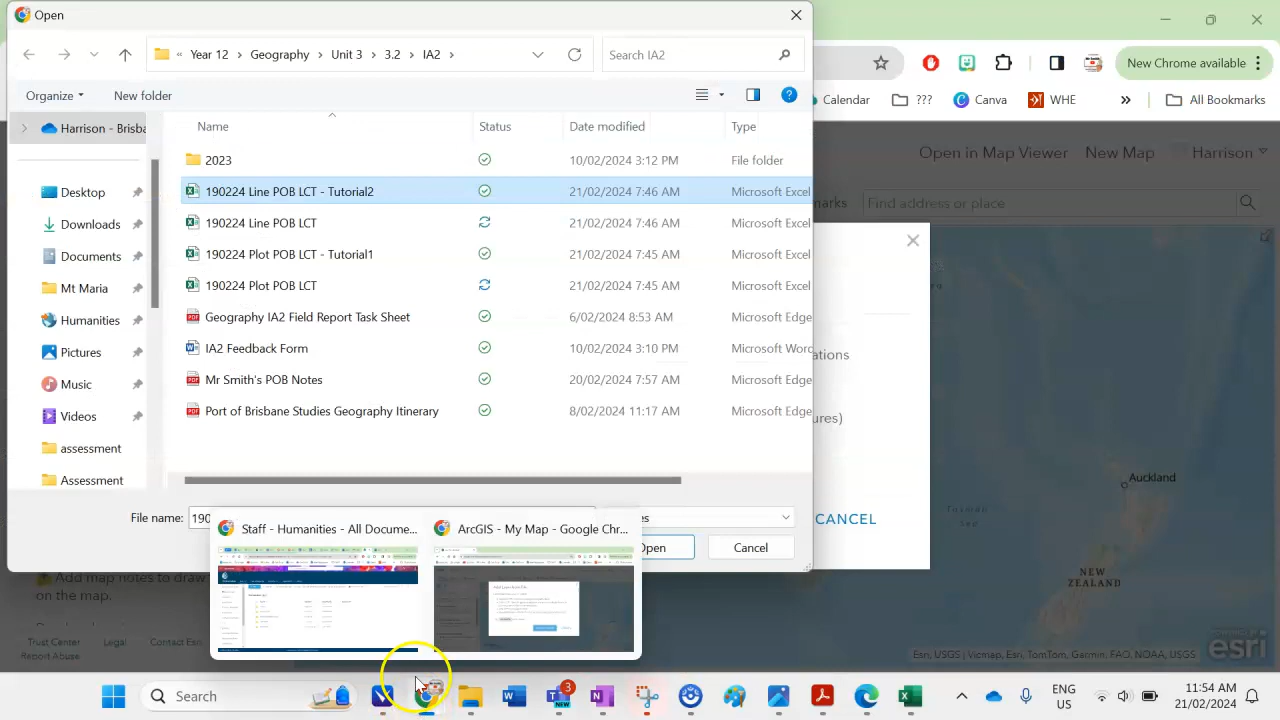 Open
« Year 12 > Geography > Unit 3 > 3.2 > IA2 >
Search IA2
New Chrome available
Organize
New folder
Calendar
???
Canva
WHE
»
All Bookmarks
Harrison - Brisba
Name
Status
Date modified
Type
Open in Map Viewer
New Map
Harrison
2023
10/02/2024 3:12 PM
File folder
Desktop
190224 Line POB LCT - Tutorial2
21/02/2024 7:46 AM
Microsoft Excel
marks
Find address or place
Downloads
190224 Line POB LCT
21/02/2024 7:46 AM
Microsoft Excel
Documents
190224 Plot POB LCT - Tutorial1
21/02/2024 7:45 AM
Microsoft Excel
Mt Maria
190224 Plot POB LCT
21/02/2024 7:45 AM
Microsoft Excel
Humanities
Geography IA2 Field Report Task Sheet
6/02/2024 8:53 AM
Microsoft Edge
Pictures
IA2 Feedback Form
10/02/2024 3:10 PM
Microsoft Word
ations
Music
Mr Smith's POB Notes
20/02/2024 7:57 AM
Microsoft Edge
Videos
Port of Brisbane Studies Geography Itinerary
8/02/2024 11:17 AM
Microsoft Edge
ures)
assessment
Assessment
Auckland
File name:
190
es
CANCEL
Staff - Humanities - All Docume...
ArcGIS - My Map - Google Chr...
Open
Cancel
Add map notes to draw
on the map.
NEW
ZEALAND
Trust Center
Legal
Contact Esri
Report Abuse
Esri, USGS | Vicmap, Esri, TomTom, Garmin, FAO, NOAA, USGS
esri
Search
3
NEW
ENG
US
11:54 AM
21/02/2024